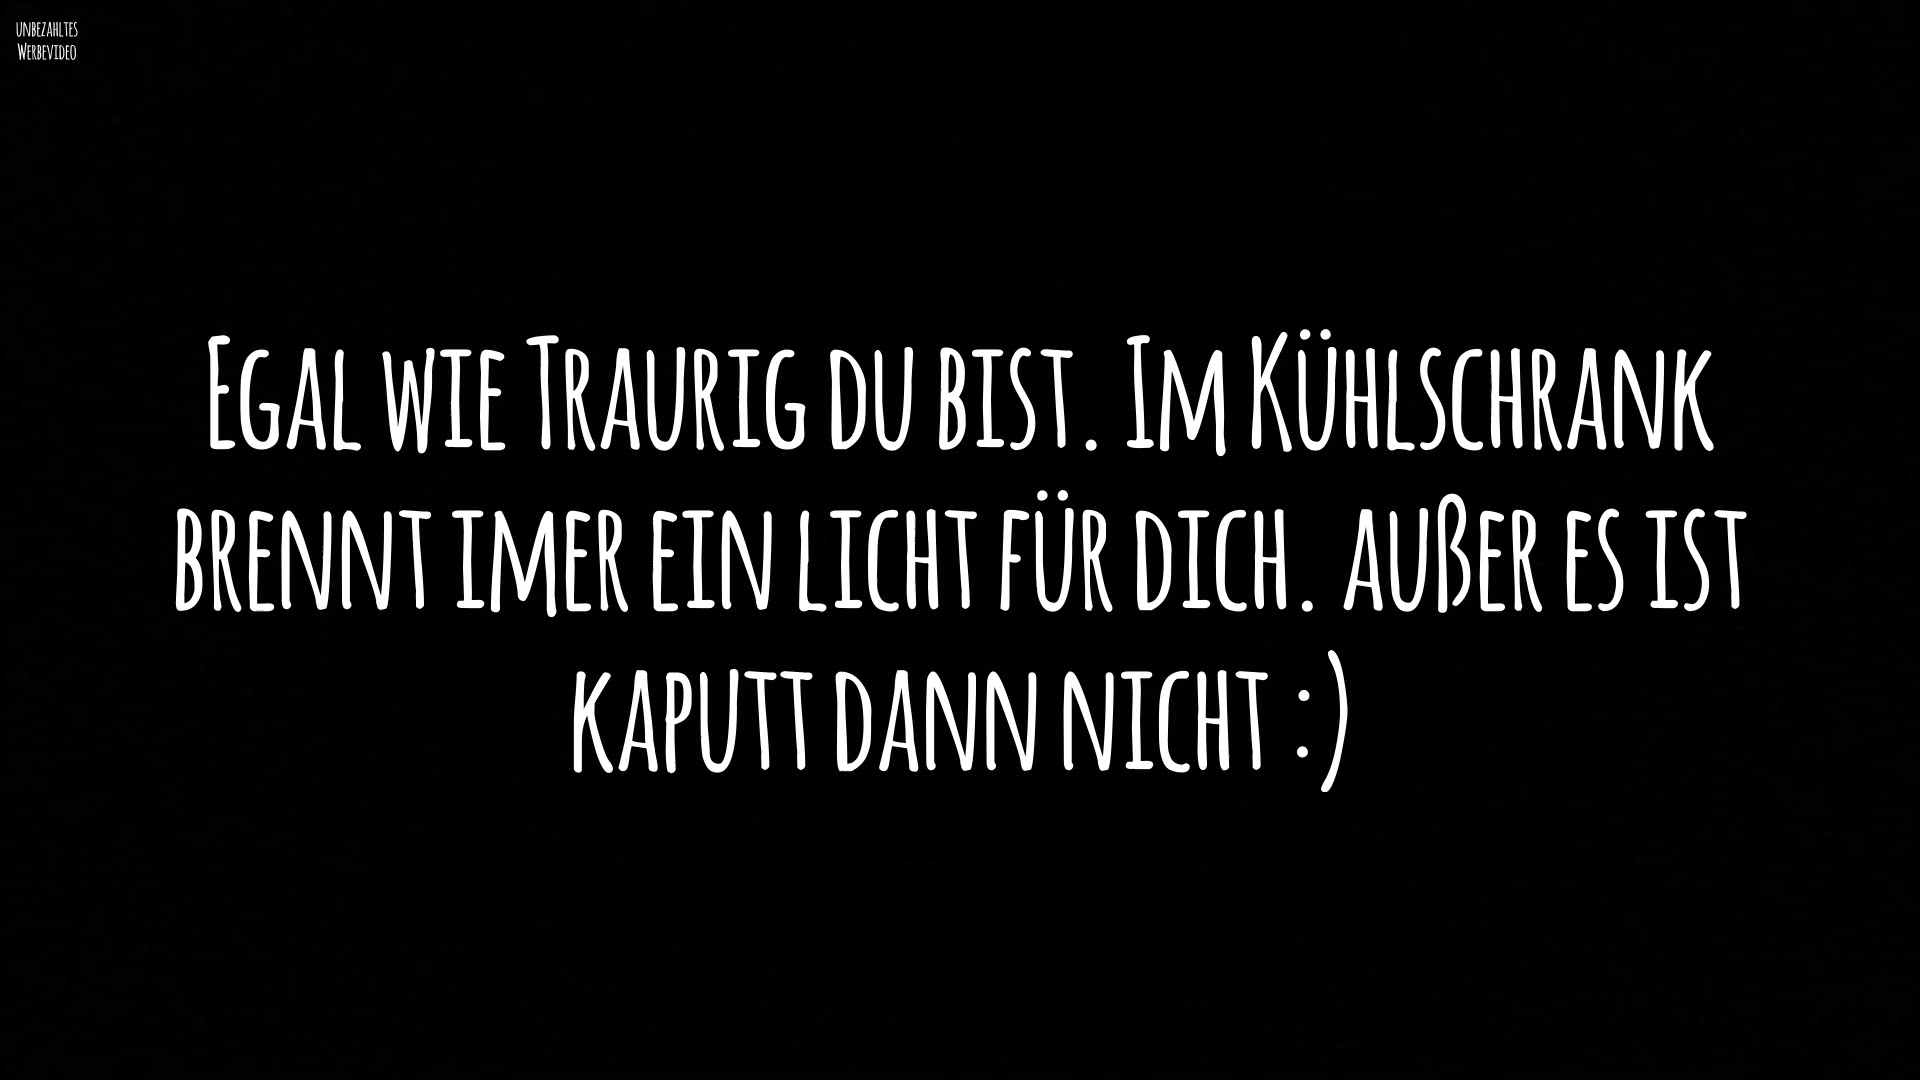 UNBEZAHLTES
WERBEVIDEO
EGAL WIE TRAURIG DU BIST. IM KÜHLSCHRANK
BRENNT IMER EIN LICHT FÜR DICH. AUßER ES IST
KAPUTT DANN NICHT :)